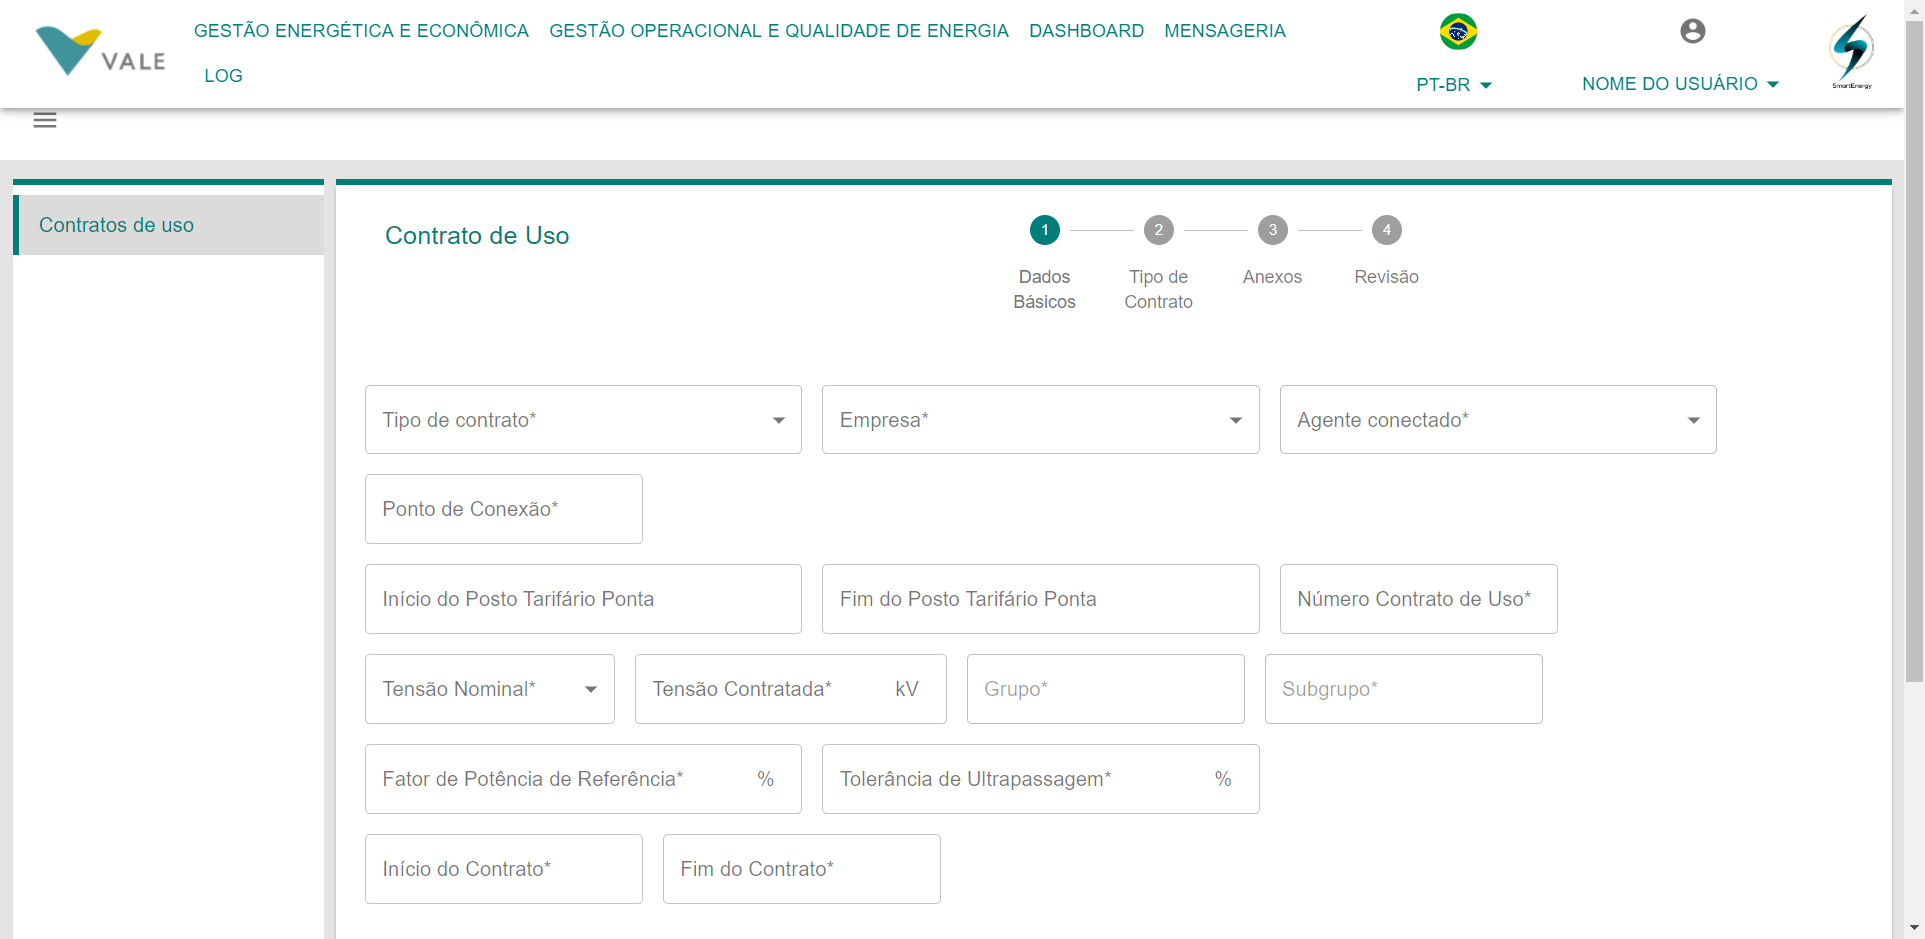 VALE
GESTÃO ENERGÉTICA E ECONÔMICA GESTÃO OPERACIONAL E QUALIDADE DE ENERGIA DASHBOARD MENSAGERIA
LOG
PT-BR
NOME DO USUÁRIO
SmartEnergy
Contratos de uso
Contrato de Uso
1 2 3 4
Dados Básicos
Tipo de Contrato
Anexos
Revisão
Tipo de contrato*
Empresa*
Agente conectado*
Ponto de Conexão*
Início do Posto Tarifário Ponta
Fim do Posto Tarifário Ponta
Número Contrato de Uso*
Tensão Nominal*
Tensão Contratada* kV
Grupo*
Subgrupo*
Fator de Potência de Referência* %
Tolerância de Ultrapassagem* %
Início do Contrato*
Fim do Contrato*